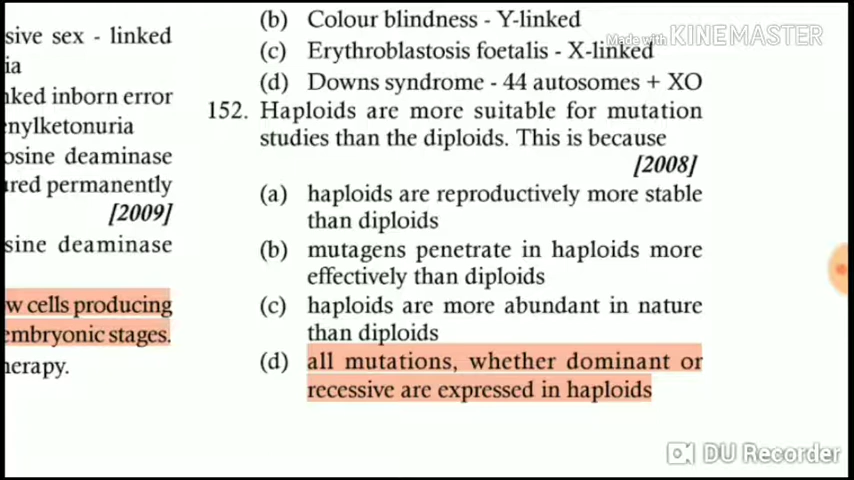 sive sex - linked
ia
nked inborn error
nylketonuria
osine deaminase
ured permanently
[2009]
sine deaminase
w cells producing
embryonic stages.
herapy.
(b) Colour blindness - Y-linked
(c) Erythroblastosis foetalis - X-linked
(d) Downs syndrome - 44 autosomes + XO
152. Haploids are more suitable for mutation
studies than the diploids. This is because
[2008]
(a) haploids are reproductively more stable
than diploids
(b) mutagens penetrate in haploids more
effectively than diploids
(c) haploids are more abundant in nature
than diploids
(d) all mutations, whether dominant or
recessive are expressed in haploids
Made with KINEMASTER
DU Recorder